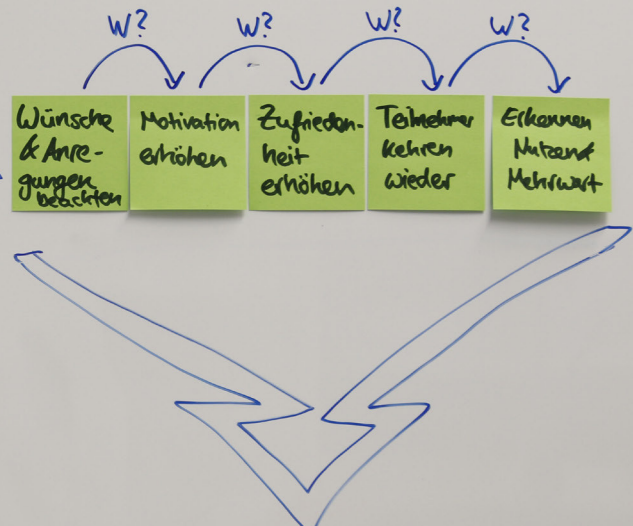 W? W? W? W?
Wünsche
& Anre-
gungen
beachten
Motivation
erhöhen
Zufrieden-
heit
erhöhen
Teilnehmer
kehren
wieder
Erkennen
Nutzen &
Mehrwert